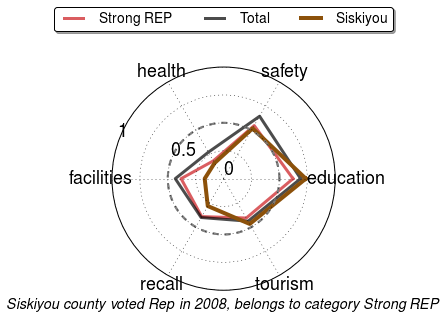 Strong REP Total Siskiyou
health safety
1
0.5
0
facilities education
recall tourism
Siskiyou county voted Rep in 2008, belongs to category Strong REP